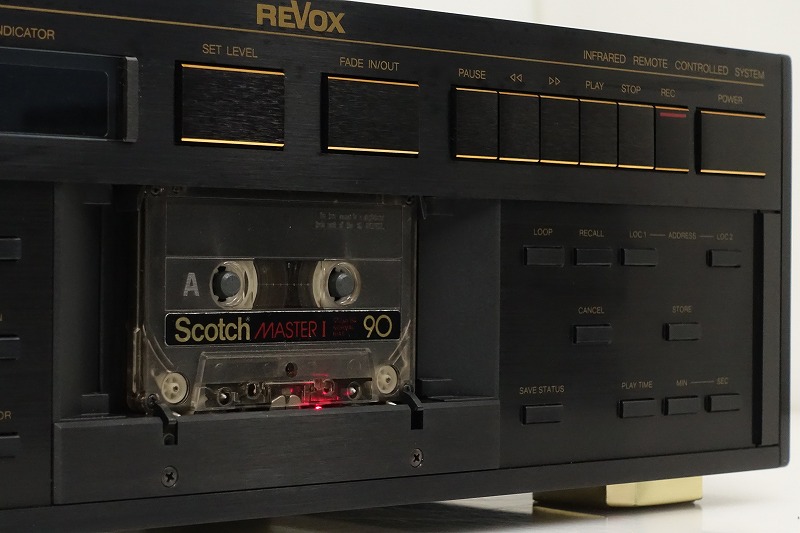 REVOX
INDICATOR
SET LEVEL
FADE IN/OUT
INFRARED REMOTE CONTROLLED SYSTEM
PAUSE
PLAY
STOP
REC
POWER
LOOP
RECALL
LOC 1
ADDRESS
LOC 2
CANCEL
STORE
SAVE STATUS
PLAY TIME
MIN
SEC
A
Scotch MASTER I 90